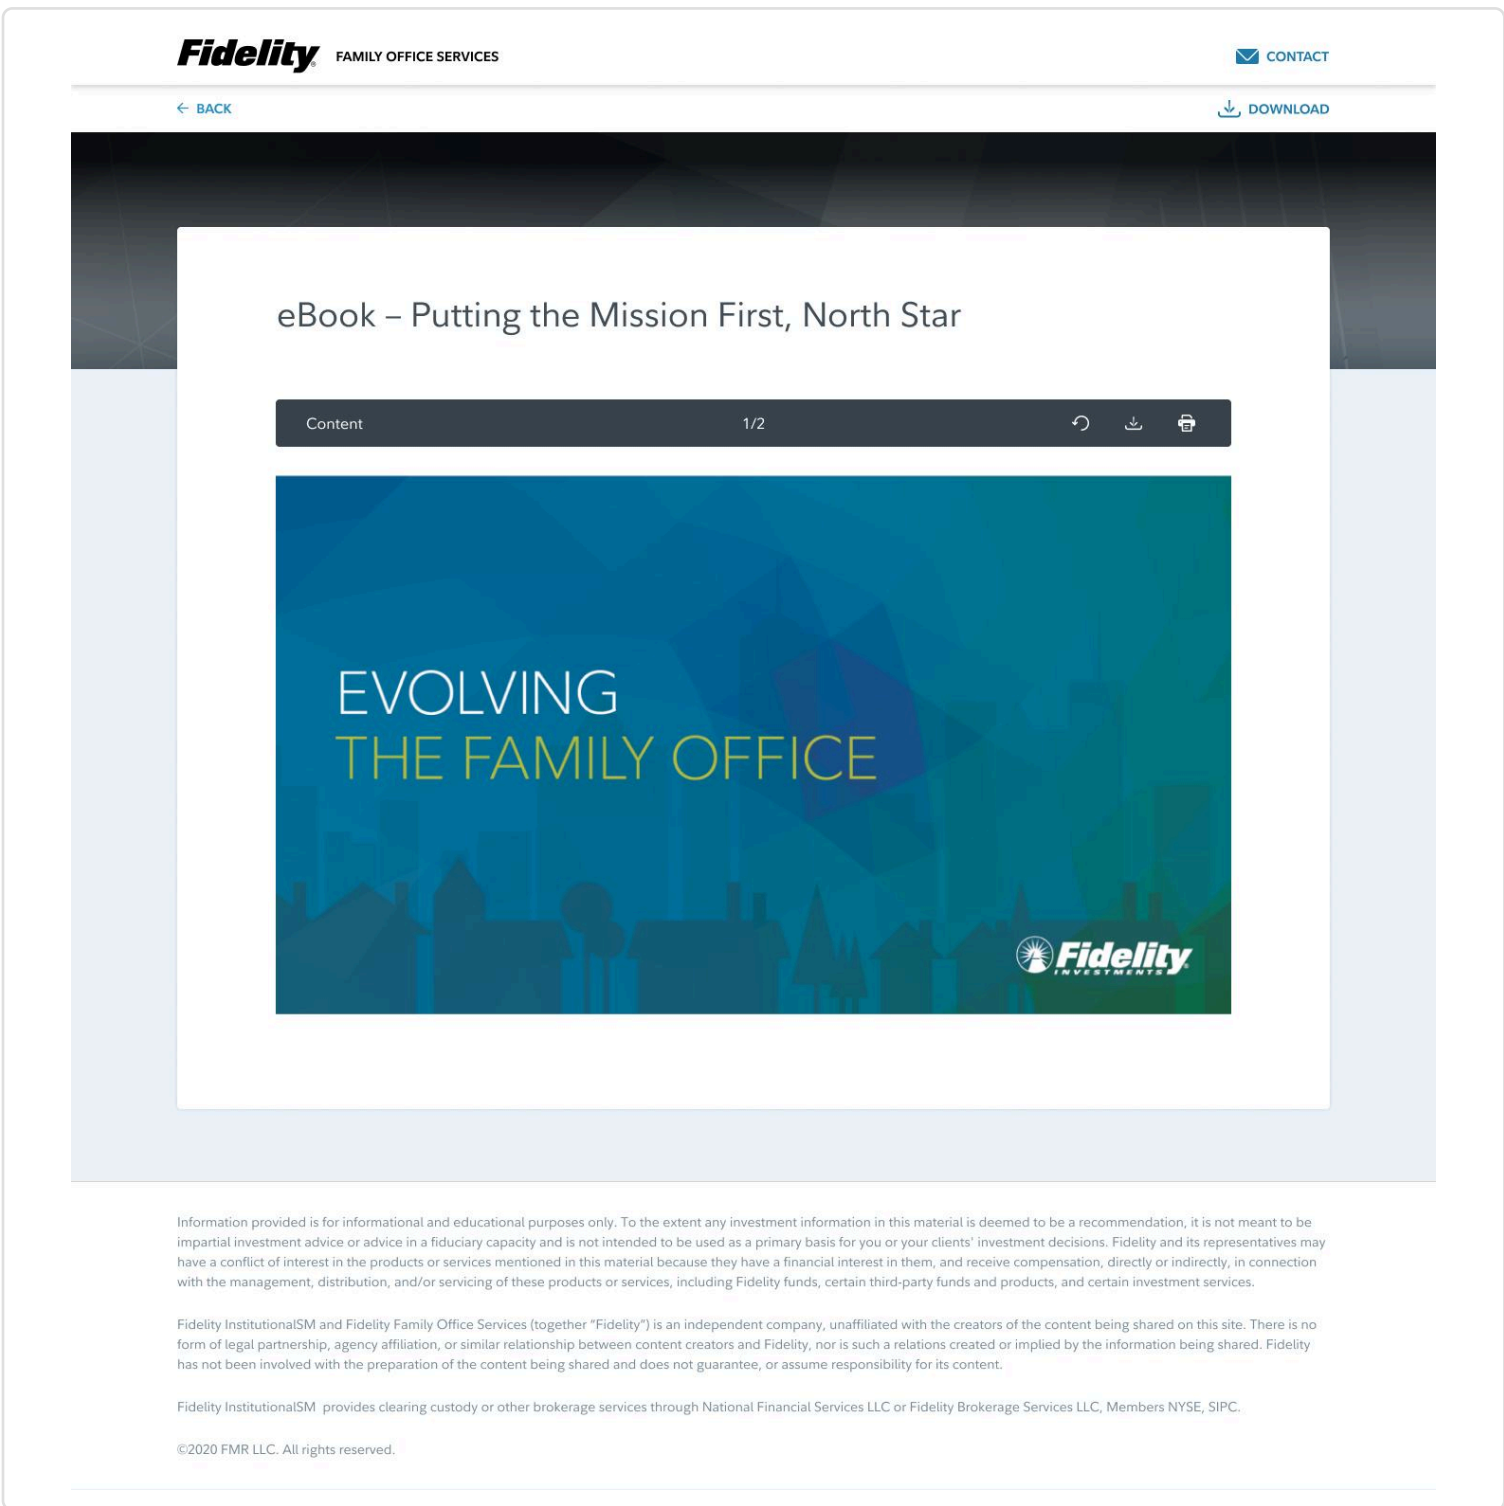 Fidelity® FAMILY OFFICE SERVICES
CONTACT
← BACK
DOWNLOAD
eBook – Putting the Mission First, North Star
Content
1/2
EVOLVING
THE FAMILY OFFICE
Fidelity®
INVESTMENTS
Information provided is for informational and educational purposes only. To the extent any investment information in this material is deemed to be a recommendation, it is not meant to be
impartial investment advice or advice in a fiduciary capacity and is not intended to be used as a primary basis for you or your clients' investment decisions. Fidelity and its representatives may
have a conflict of interest in the products or services mentioned in this material because they have a financial interest in them, and receive compensation, directly or indirectly, in connection
with the management, distribution, and/or servicing of these products or services, including Fidelity funds, certain third-party funds and products, and certain investment services.
Fidelity InstitutionalSM and Fidelity Family Office Services (together "Fidelity") is an independent company, unaffiliated with the creators of the content being shared on this site. There is no
form of legal partnership, agency affiliation, or similar relationship between content creators and Fidelity, nor is such a relations created or implied by the information being shared. Fidelity
has not been involved with the preparation of the content being shared and does not guarantee, or assume responsibility for its content.
Fidelity InstitutionalSM provides clearing custody or other brokerage services through National Financial Services LLC or Fidelity Brokerage Services LLC, Members NYSE, SIPC.
©2020 FMR LLC. All rights reserved.